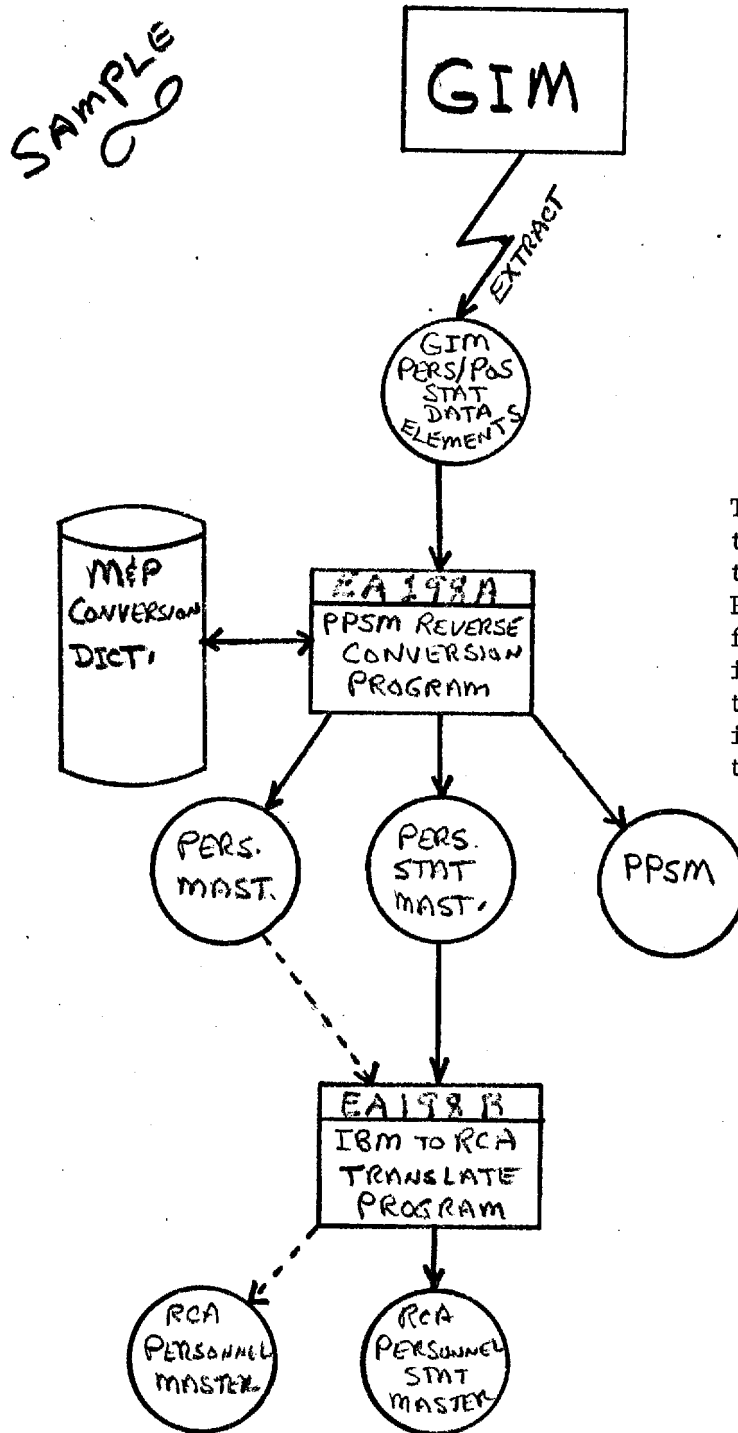 SAMPLE
GIM
EXTRACT
GIM
PERS/POS
STAT
DATA
ELEMENTS
M&P
CONVERSION
DICT.
EA198A
PPSM REVERSE
CONVERSION
PROGRAM
PERS.
MAST.
PERS.
STAT
MAST.
PPSM
EA198B
IBM TO RCA
TRANSLATE
PROGRAM
RCA
PERSONNEL
MASTER.
RCA
PERSONNEL
STAT
MASTER